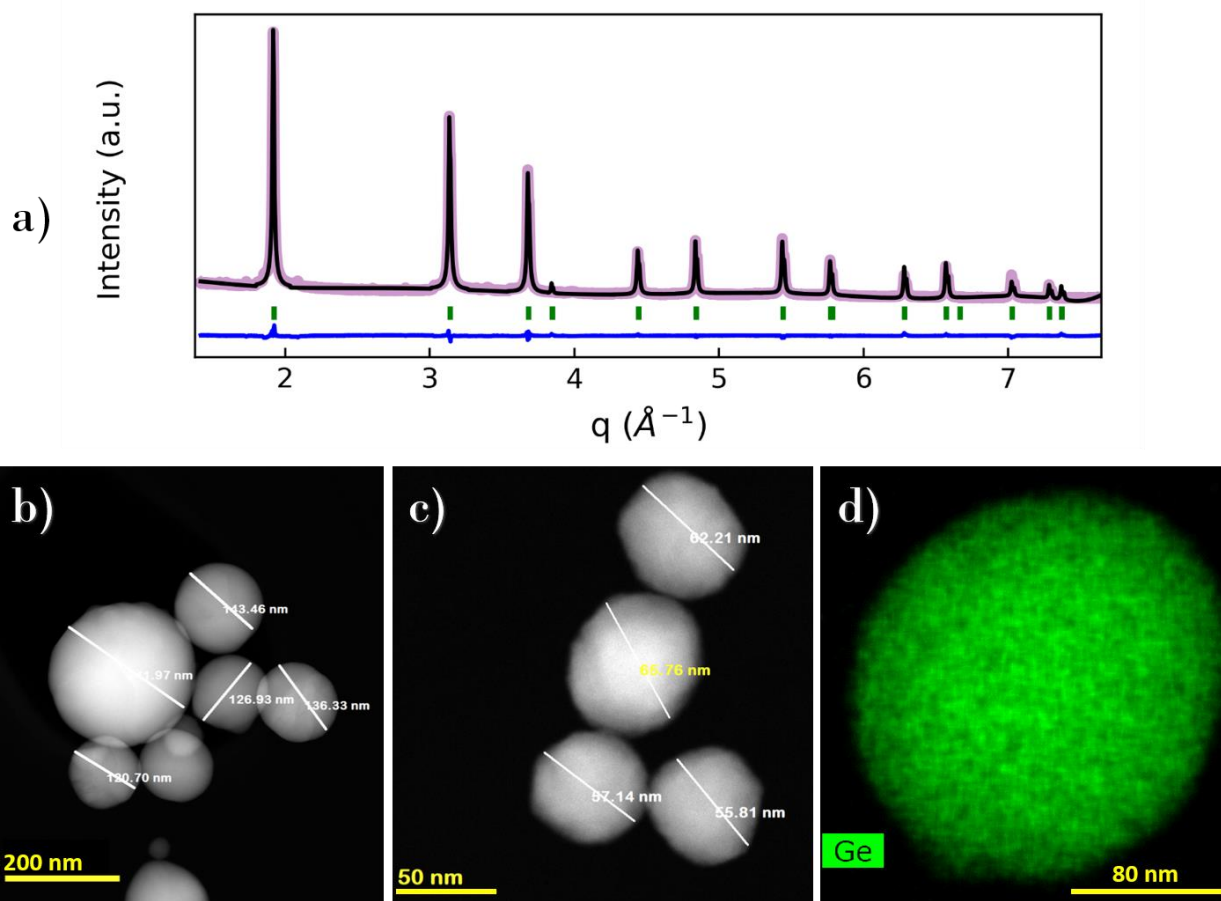 a)
Intensity (a.u.)
2 3 4 5 6 7
q (Å⁻¹)
b)
143.46 nm
126.93 nm
136.33 nm
120.70 nm
200 nm
c)
62.21 nm
65.76 nm
57.14 nm
55.81 nm
50 nm
d)
Ge
80 nm